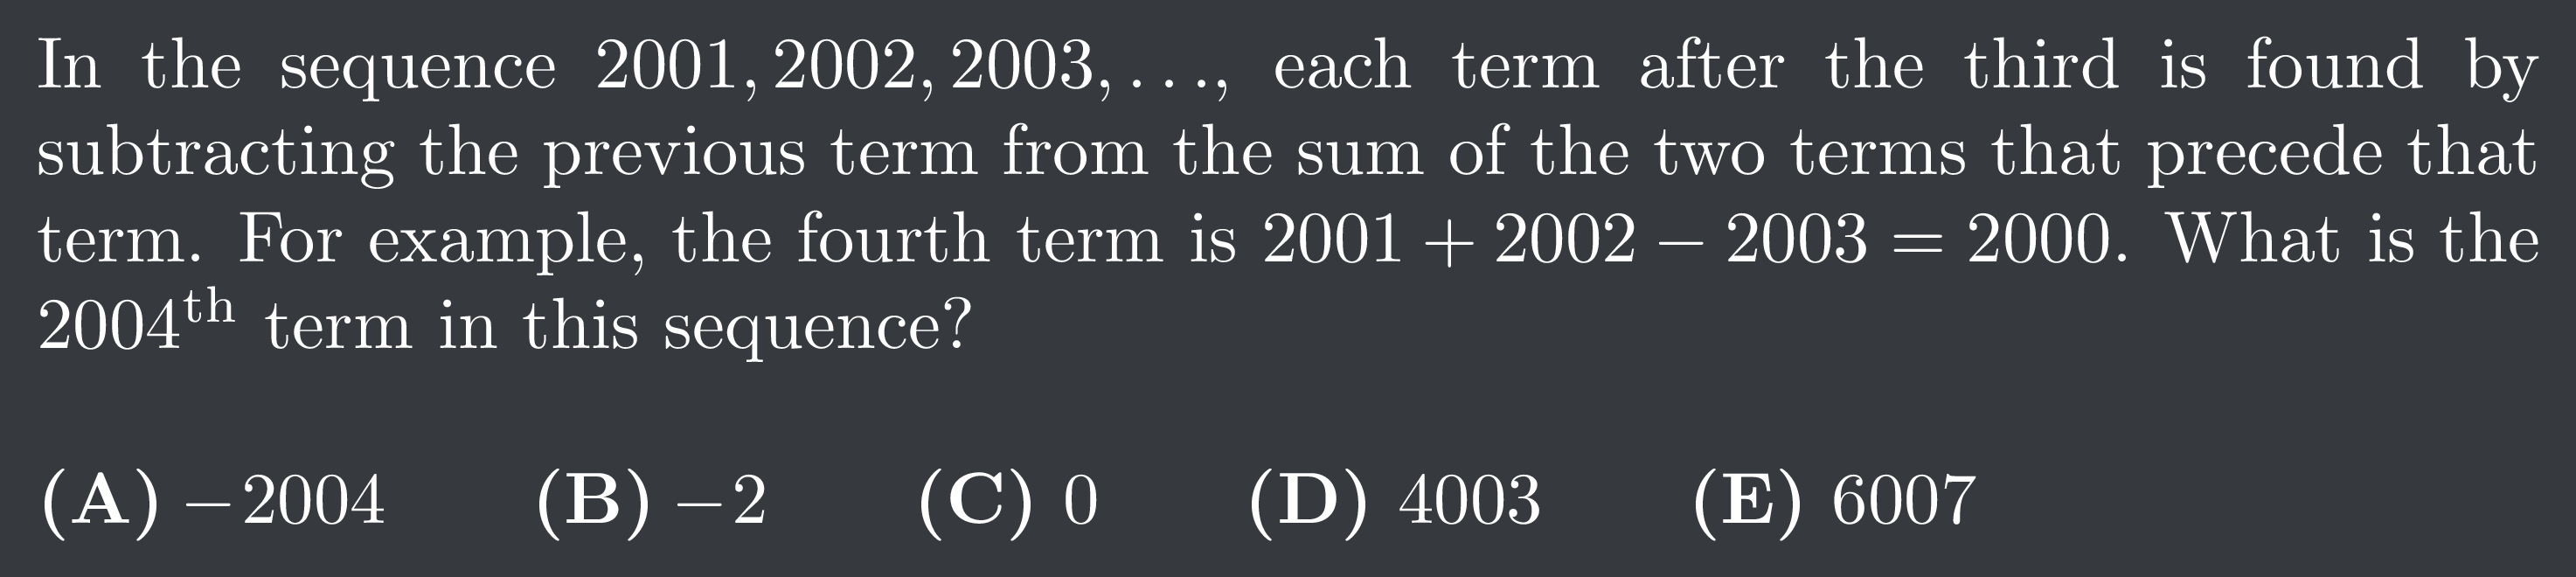 In the sequence 2001, 2002, 2003, . . ., each term after the third is found by
subtracting the previous term from the sum of the two terms that precede that
term. For example, the fourth term is 2001 + 2002 − 2003 = 2000. What is the
2004th term in this sequence?
(A) −2004 (B) −2 (C) 0 (D) 4003 (E) 6007